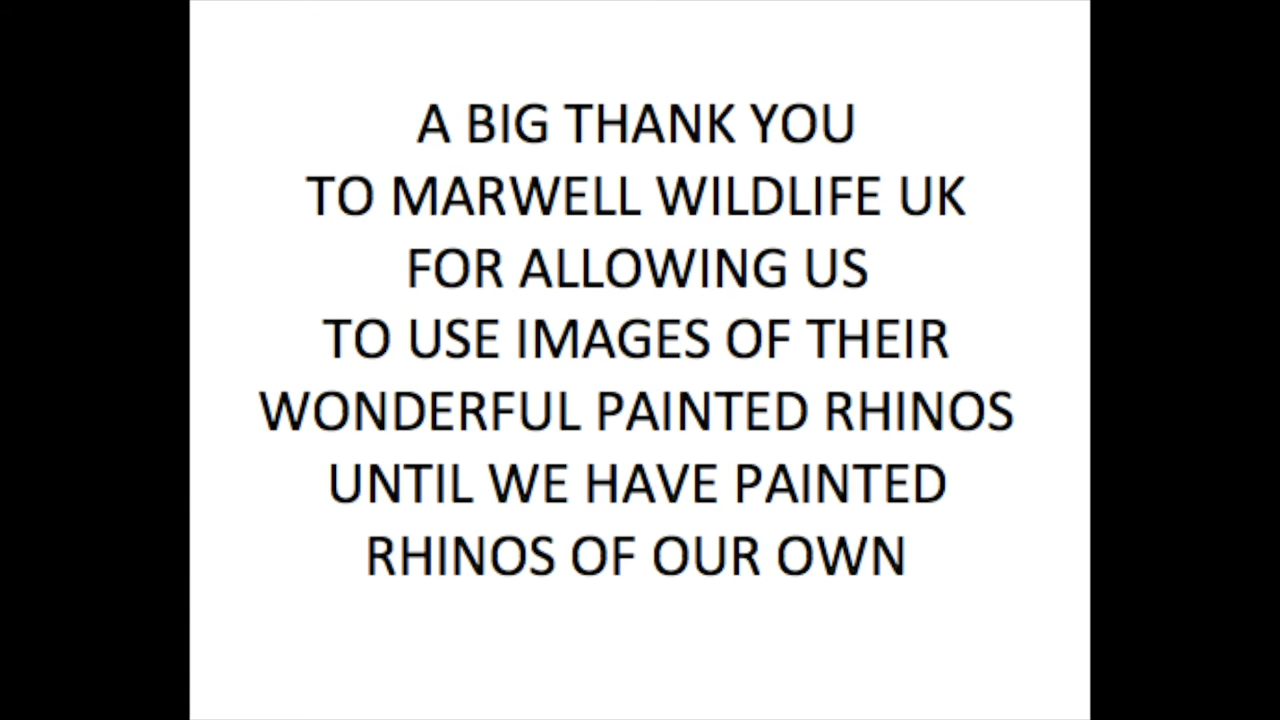 A BIG THANK YOU
TO MARWELL WILDLIFE UK
FOR ALLOWING US
TO USE IMAGES OF THEIR
WONDERFUL PAINTED RHINOS
UNTIL WE HAVE PAINTED
RHINOS OF OUR OWN